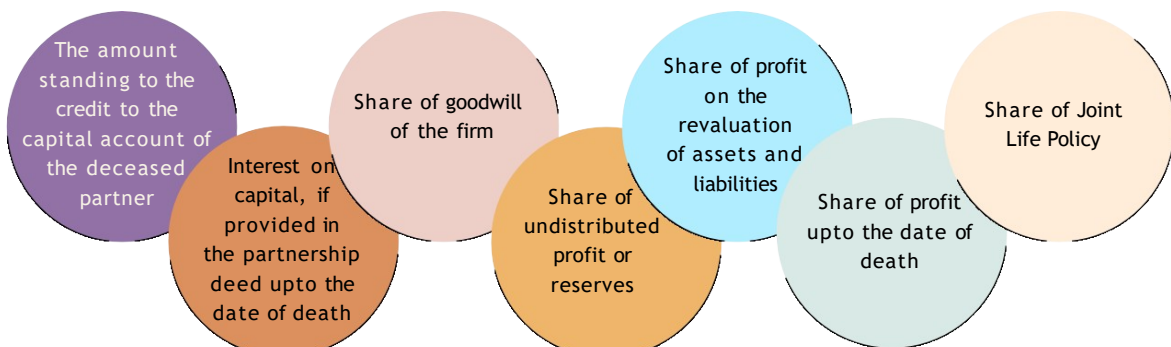 The amount
standing to the
credit to the
capital account of
the deceased
partner
Interest on
capital, if
provided in
the partnership
deed upto the
date of death
Share of goodwill
of the firm
Share of
undistributed
profit or
reserves
Share of profit
on the
revaluation
of assets and
liabilities
Share of profit
upto the date of
death
Share of Joint
Life Policy